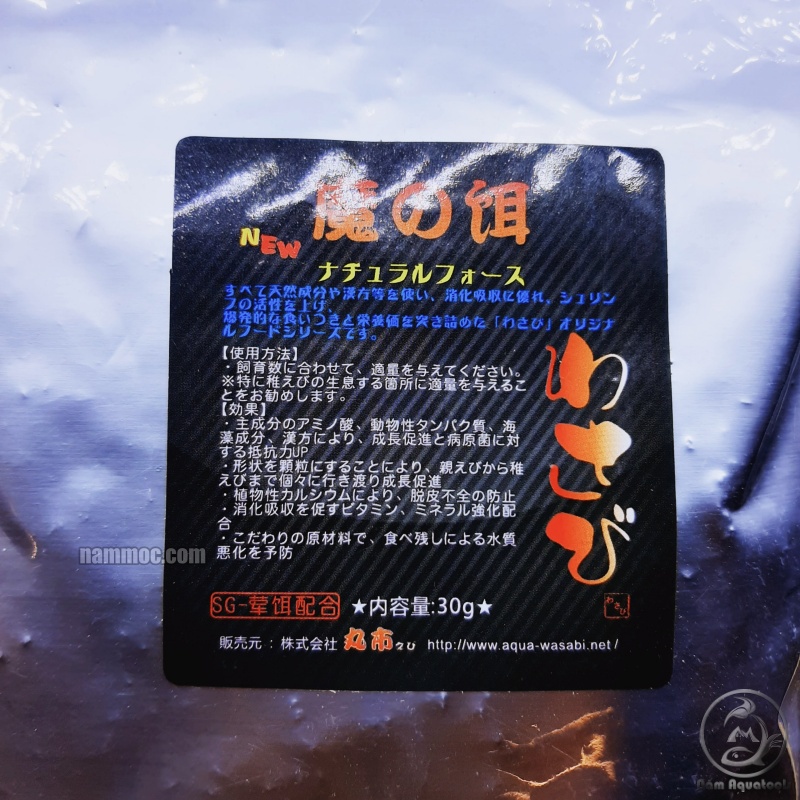 魔の饵
NEW
ナチュラルフォース
すべて天然成分や漢方等を使い、消化吸収に優れ、シュリン
プの活性を上げ、
爆発的な食いつきと栄養価を突き詰めた「わさび」オリジナ
ルフードシリーズです。
【使用方法】
・飼育数に合わせて、適量を与えてください。
※特に稚えびの生息する箇所に適量を与えるこ
とをお勧めします。
【効果】
・主成分のアミノ酸、動物性タンパク質、海
藻成分、漢方により、成長促進と病原菌に対
する抵抗力UP
・形状を顆粒にすることにより、親えびから稚
えびまで個々に行き渡り成長促進
・植物性カルシウムにより、脱皮不全の防止
・消化吸収を促すビタミン、ミネラル強化配
合
・こだわりの原材料で、食べ残しによる水質
悪化を予防
わさび
SG-荤饵配合 ★内容量:30g★
わさび
販売元：株式会社 丸市えび http://www.aqua-wasabi.net/
nammoc.com
Nấm Aquatool